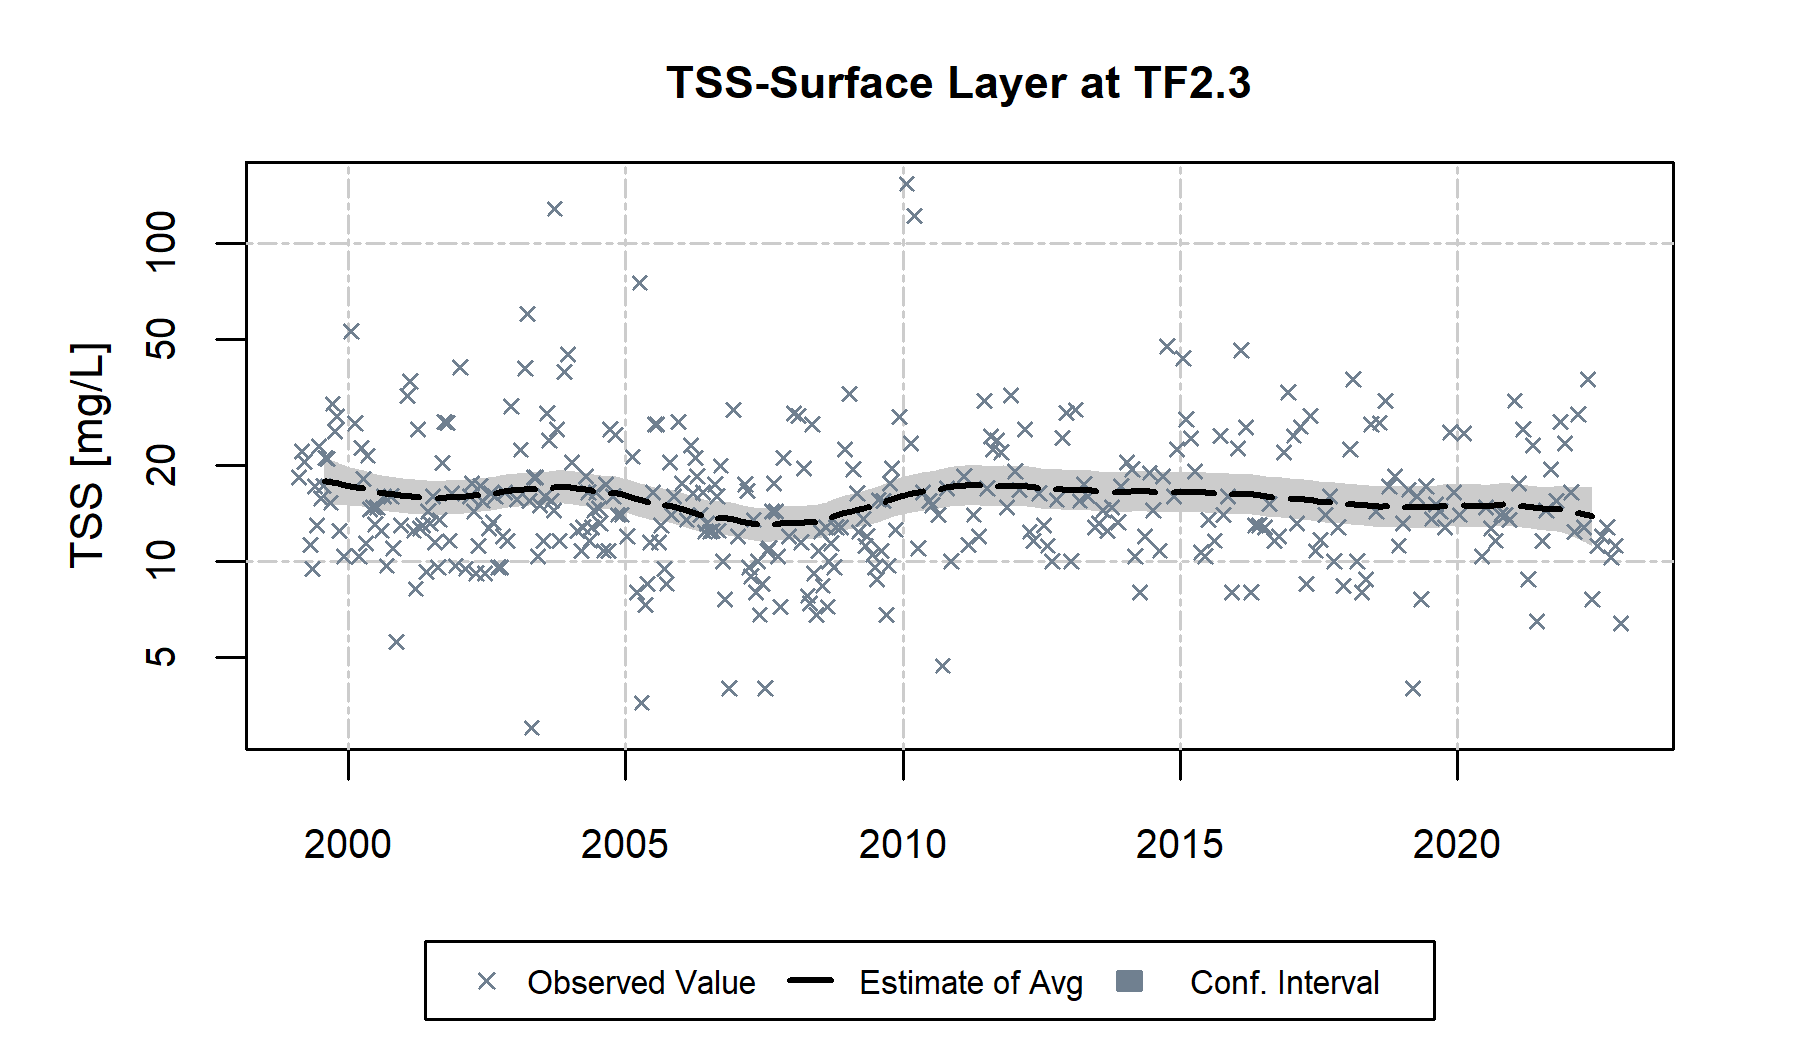 TSS-Surface Layer at TF2.3
TSS [mg/L]
100
50
20
10
5
2000 2005 2010 2015 2020
Observed Value Estimate of Avg Conf. Interval